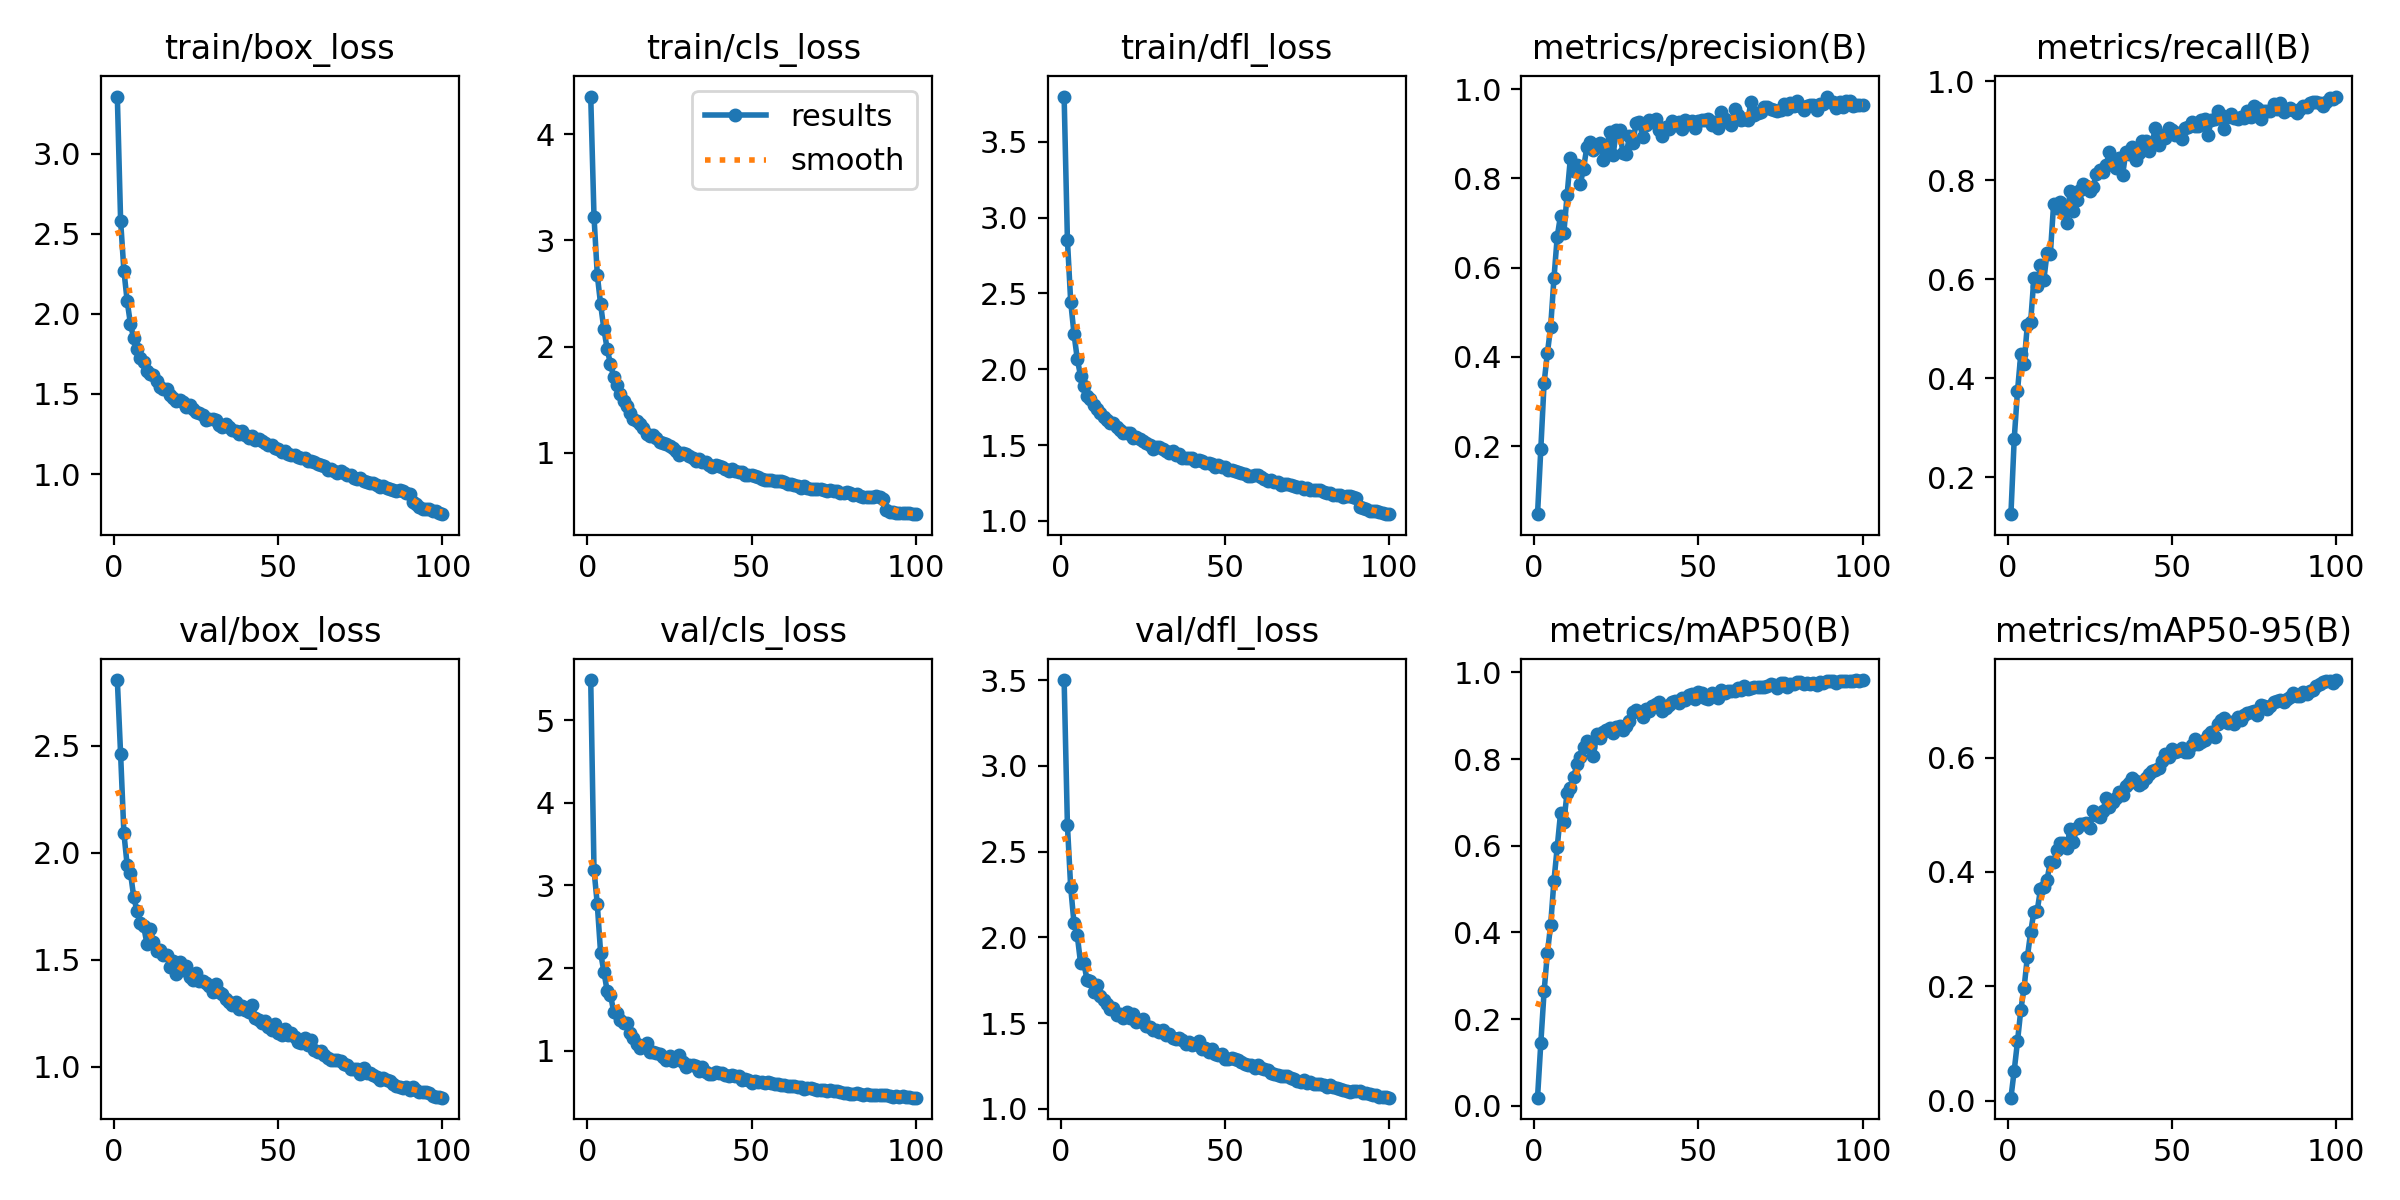 train/box_loss
train/cls_loss
train/dfl_loss
metrics/precision(B)
metrics/recall(B)
3.0
2.5
2.0
1.5
1.0
0 50 100
results
smooth
4
3
2
1
0 50 100
3.5
3.0
2.5
2.0
1.5
1.0
0 50 100
1.0
0.8
0.6
0.4
0.2
0 50 100
1.0
0.8
0.6
0.4
0.2
0 50 100
val/box_loss
val/cls_loss
val/dfl_loss
metrics/mAP50(B)
metrics/mAP50-95(B)
2.5
2.0
1.5
1.0
0 50 100
5
4
3
2
1
0 50 100
3.5
3.0
2.5
2.0
1.5
1.0
0 50 100
1.0
0.8
0.6
0.4
0.2
0.0
0 50 100
0.6
0.4
0.2
0.0
0 50 100